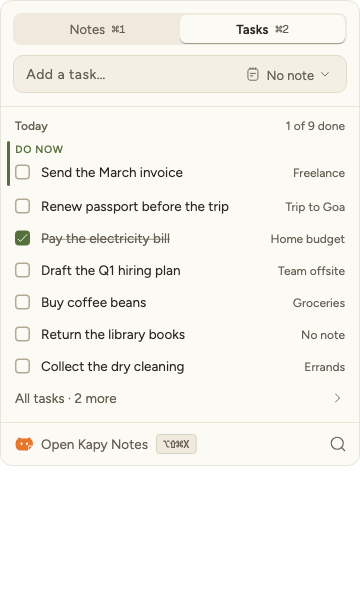 Notes ⌘1
Tasks ⌘2
Add a task...
No note
Today
1 of 9 done
DO NOW
Send the March invoice
Freelance
Renew passport before the trip
Trip to Goa
Pay the electricity bill
Home budget
Draft the Q1 hiring plan
Team offsite
Buy coffee beans
Groceries
Return the library books
No note
Collect the dry cleaning
Errands
All tasks · 2 more
Open Kapy Notes ⌥⇧⌘X